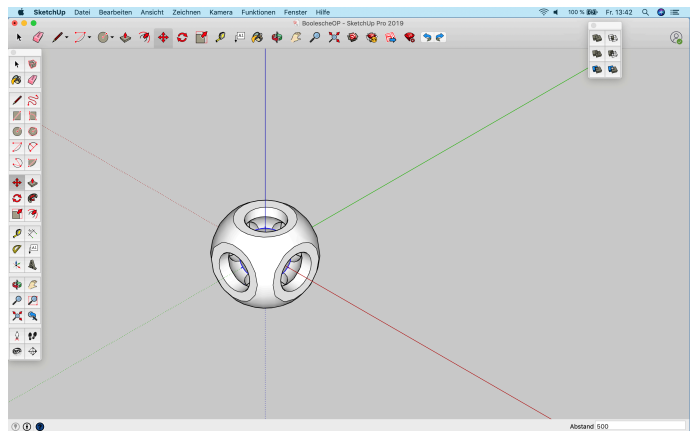 SketchUp Datei Bearbeiten Ansicht Zeichnen Kamera Funktionen Fenster Hilfe 100 % Fr. 13:42
BoolescheOP - SketchUp Pro 2019
Abstand 500